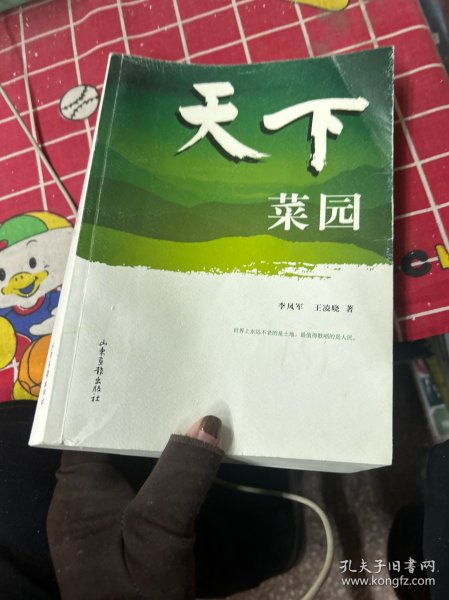 天下
菜园
李凤军 王凌晓 著
世界上永远不老的是土地，最值得歌唱的是人民。
山东画报出版社
孔夫子旧书网
www.kongfz.com